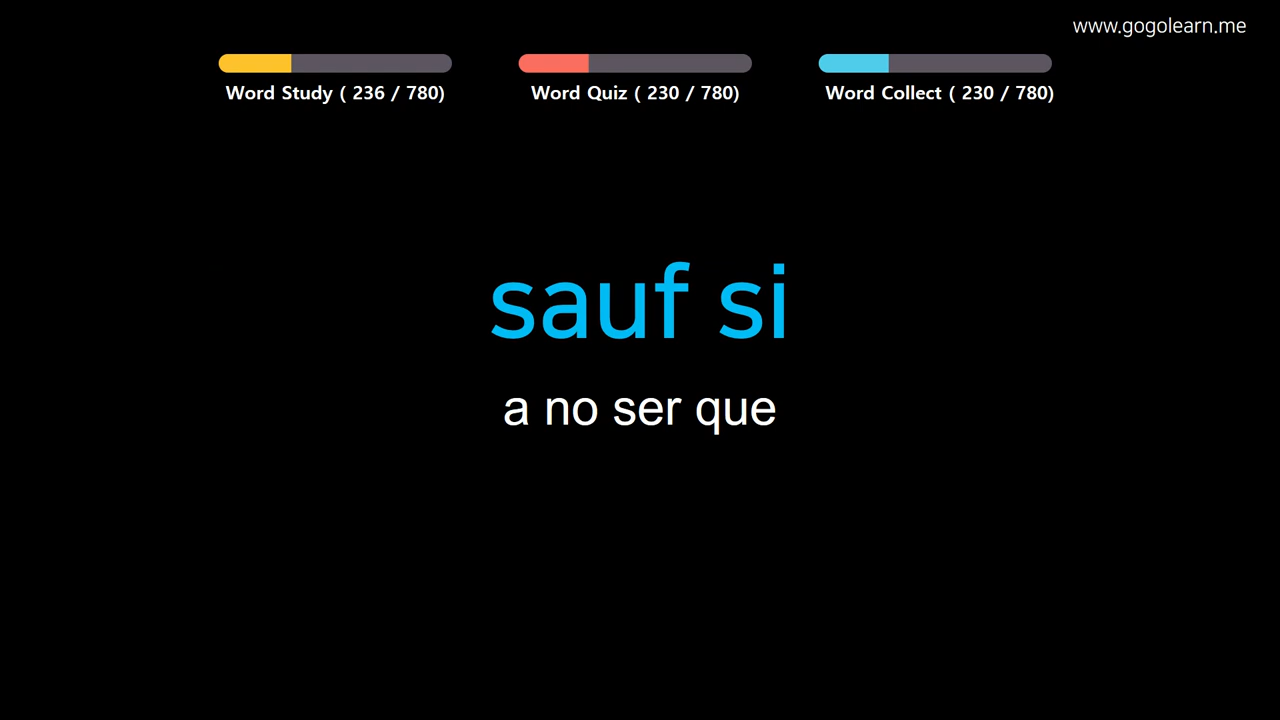 www.gogolearn.me
Word Study ( 236 / 780)
Word Quiz ( 230 / 780)
Word Collect ( 230 / 780)
sauf si
a no ser que